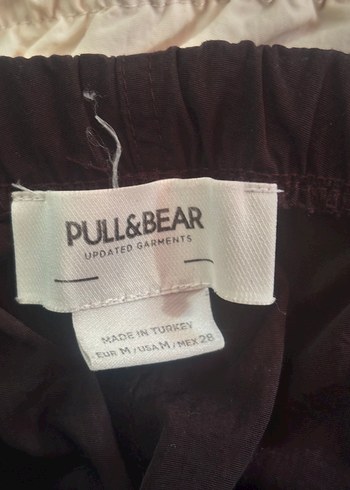 PULL&BEAR
UPDATED GARMENTS
MADE IN TURKEY
EUR M / USA M / MEX 28